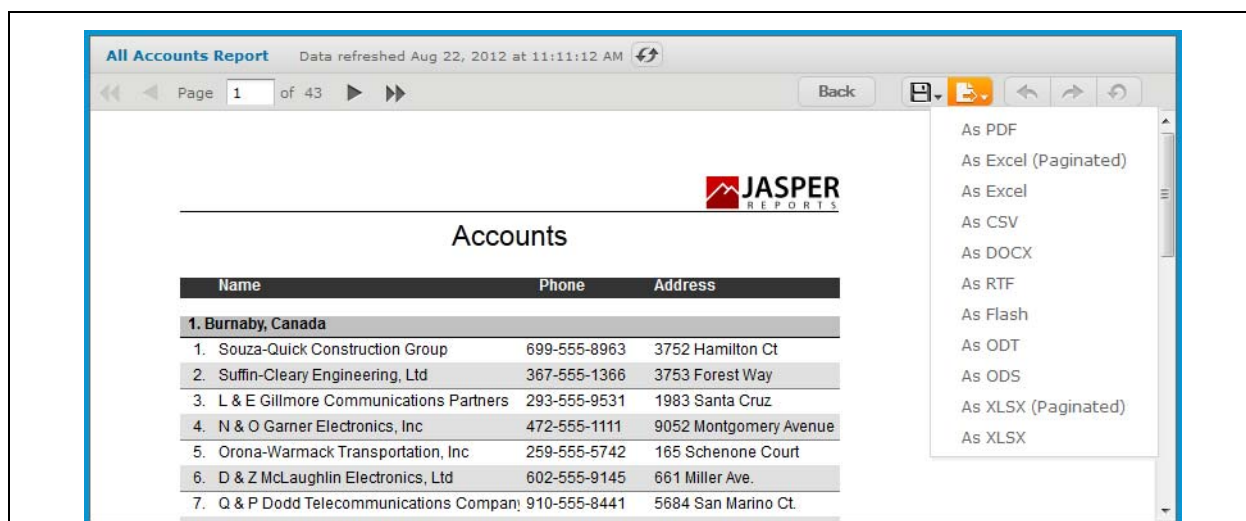 All Accounts Report Data refreshed Aug 22, 2012 at 11:11:12 AM
Page 1 of 43 Back
As PDF
As Excel (Paginated)
As Excel
As CSV
As DOCX
As RTF
As Flash
As ODT
As ODS
As XLSX (Paginated)
As XLSX
JASPER
REPORTS
Accounts
Name Phone Address
1. Burnaby, Canada
1. Souza-Quick Construction Group 699-555-8963 3752 Hamilton Ct
2. Suffin-Cleary Engineering, Ltd 367-555-1366 3753 Forest Way
3. L & E Gillmore Communications Partners 293-555-9531 1983 Santa Cruz
4. N & O Garner Electronics, Inc 472-555-1111 9052 Montgomery Avenue
5. Orona-Warmack Transportation, Inc 259-555-5742 165 Schenone Court
6. D & Z McLaughlin Electronics, Ltd 602-555-9145 661 Miller Ave.
7. Q & P Dodd Telecommunications Company 910-555-8441 5684 San Marino Ct.